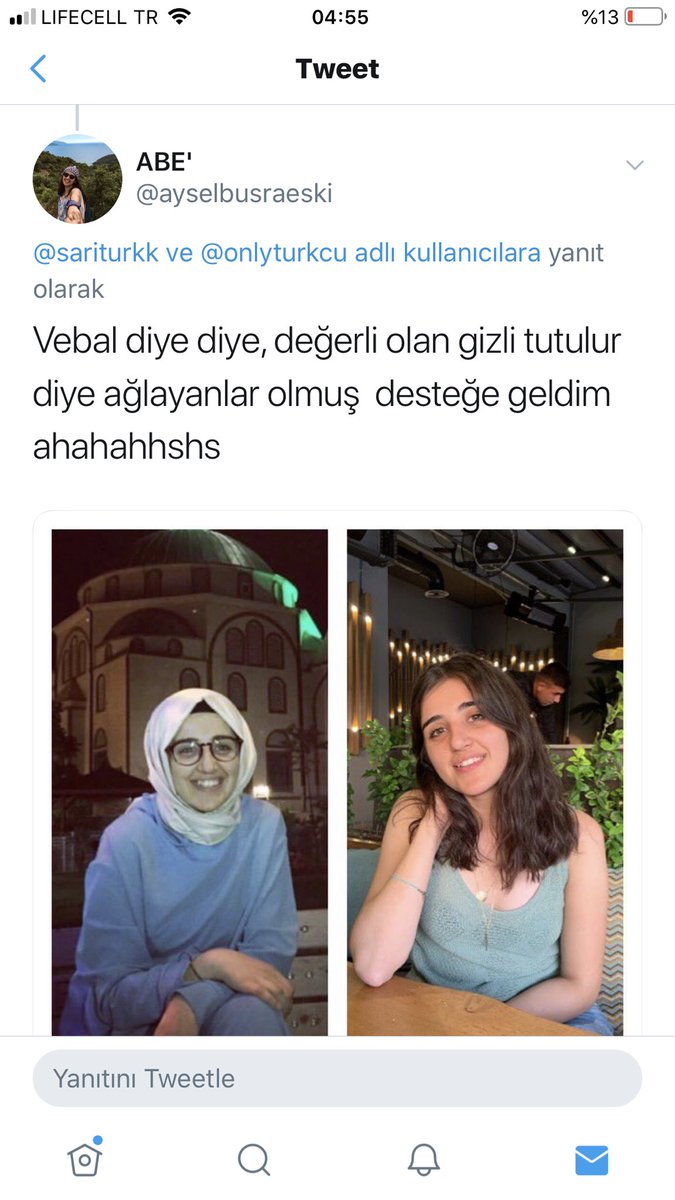 LIFECELL TR 04:55 %13
Tweet
ABE'
@ayselbusraeski
@sariturkk ve @onlyturkcu adlı kullanıcılara yanıt
olarak
Vebal diye diye, değerli olan gizli tutulur
diye ağlayanlar olmuş desteğe geldim
ahahahhshs
Yanıtını Tweetle